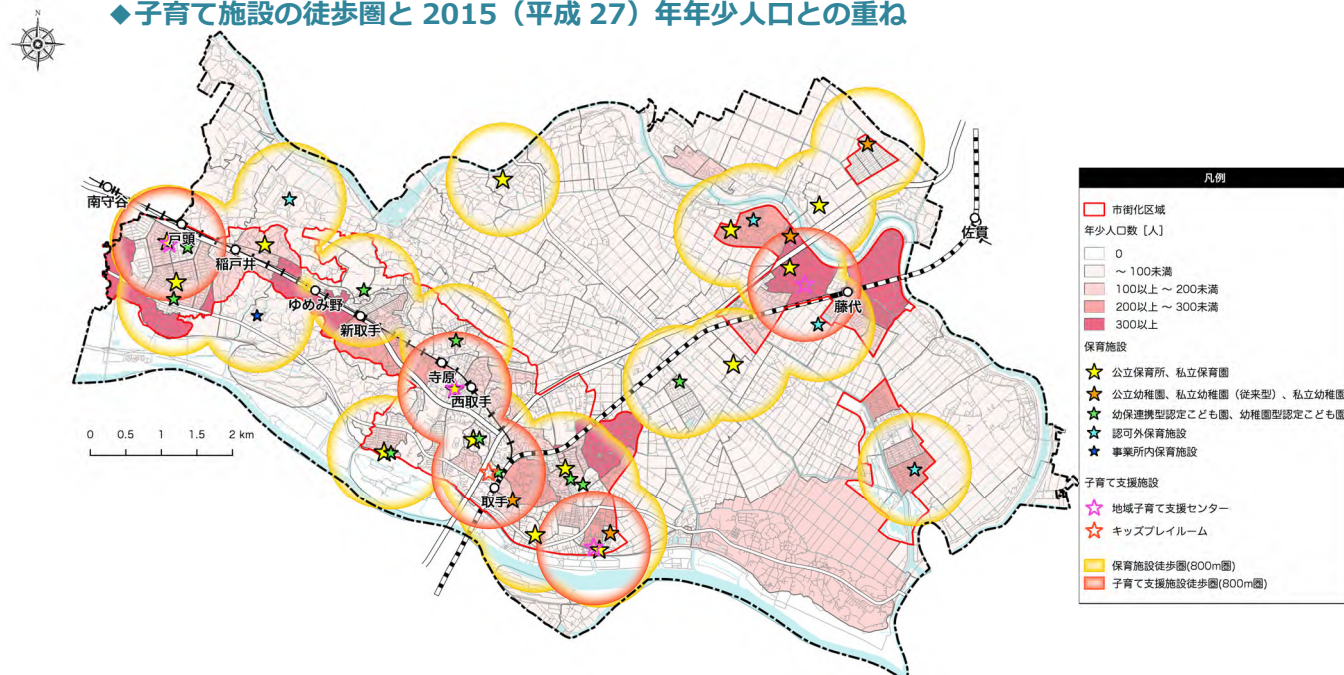 ◆子育て施設の徒歩圏と 2015（平成 27）年年少人口との重ね
N
南守谷
戸頭
稲戸井
ゆめみ野
新取手
寺原
西取手
取手
藤代
佐貫
0 0.5 1 1.5 2 km
凡例
市街化区域
年少人口数 [人]
0
～ 100未満
100以上 ～ 200未満
200以上 ～ 300未満
300以上
保育施設
公立保育所、私立保育園
公立幼稚園、私立幼稚園（従来型）、私立幼稚園
幼保連携型認定こども園、幼稚園型認定こども園
認可外保育施設
事業所内保育施設
子育て支援施設
地域子育て支援センター
キッズプレイルーム
保育施設徒歩圏(800m圏)
子育て支援施設徒歩圏(800m圏)